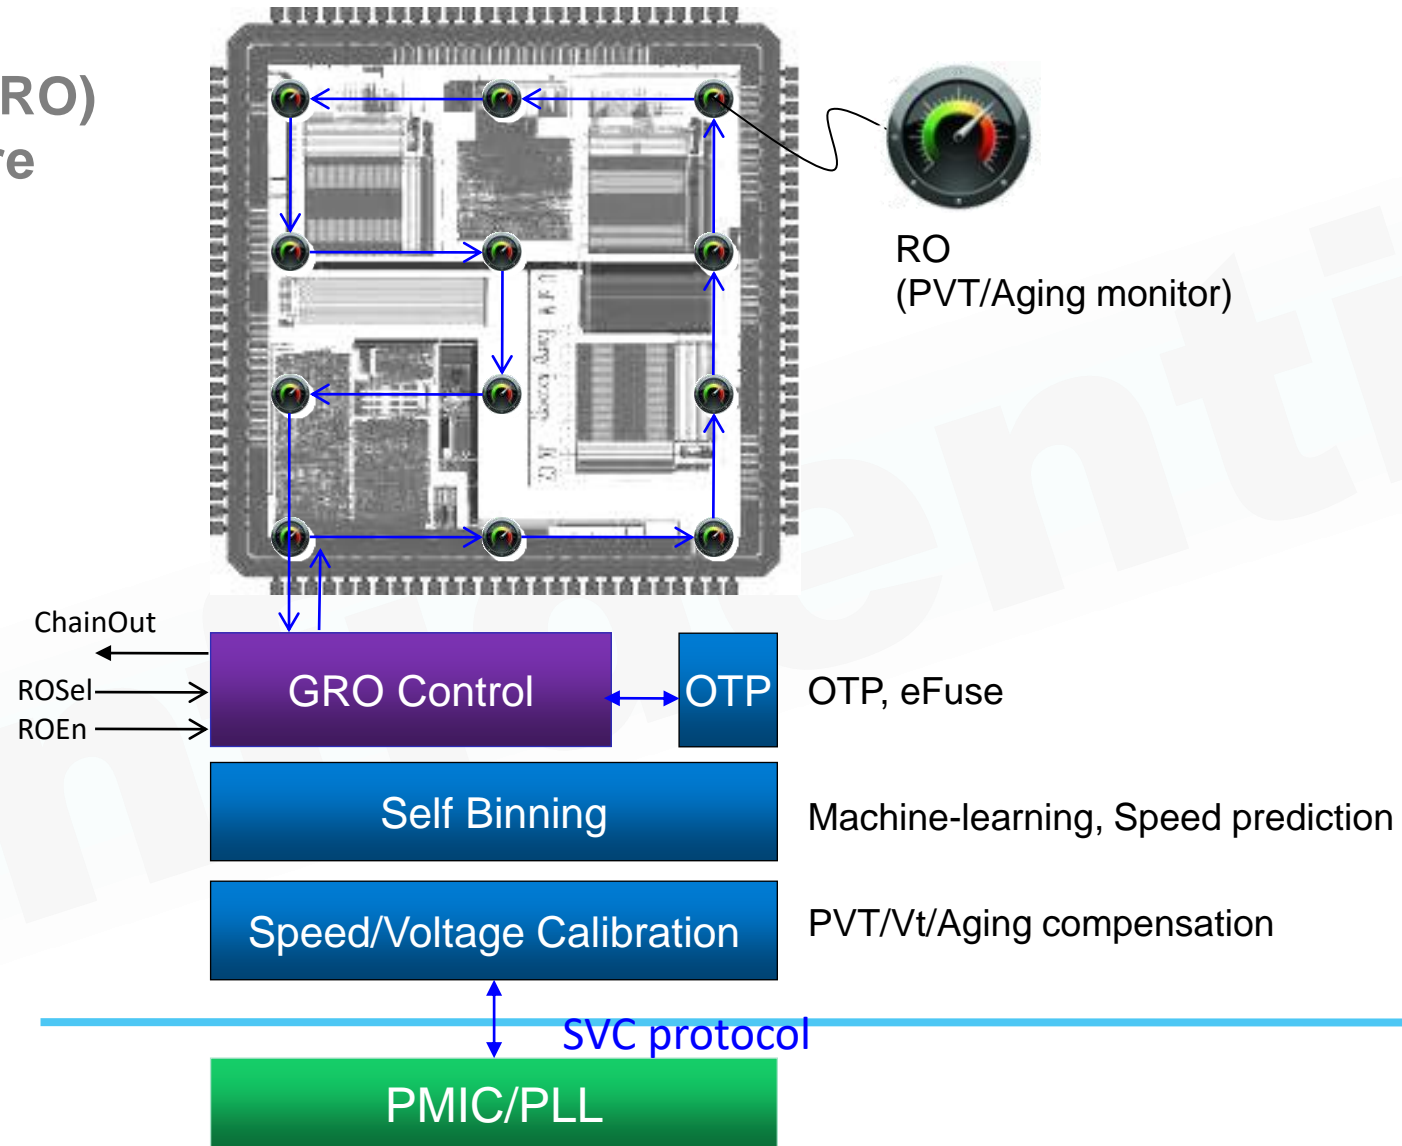 RO)
re
RO
(PVT/Aging monitor)
ChainOut
ROSel
ROEn
GRO Control
OTP
OTP, eFuse
Self Binning
Machine-learning, Speed prediction
Speed/Voltage Calibration
PVT/Vt/Aging compensation
SVC protocol
PMIC/PLL